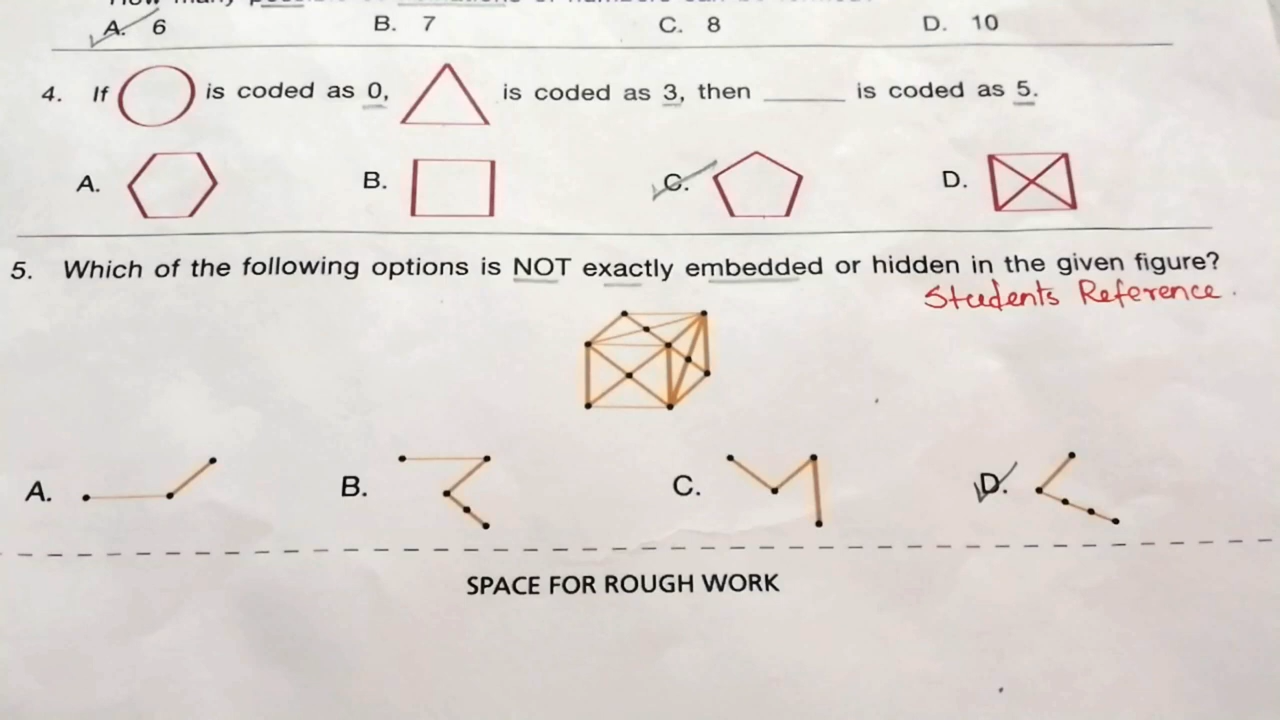 A. 6 B. 7 C. 8 D. 10
4. If is coded as 0, is coded as 3, then ______ is coded as 5.
A. B. C. D.
5. Which of the following options is NOT exactly embedded or hidden in the given figure?
Students Reference.
A. B. C. D.
SPACE FOR ROUGH WORK